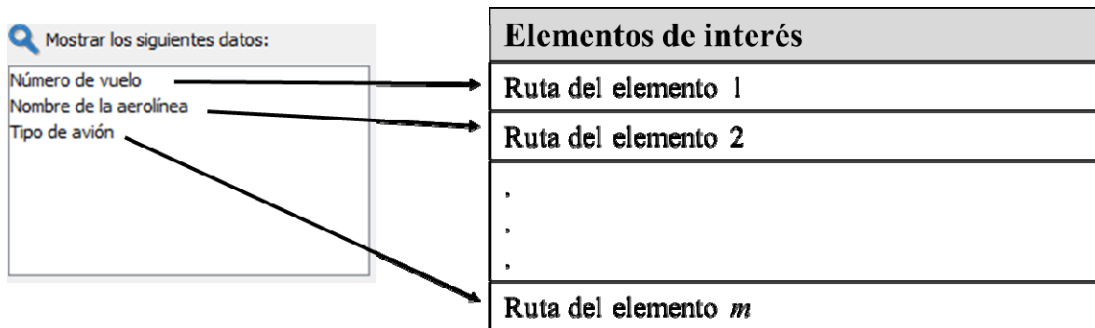 Mostrar los siguientes datos:
Número de vuelo
Nombre de la aerolínea
Tipo de avión
Elementos de interés
Ruta del elemento 1
Ruta del elemento 2
.
.
.
Ruta del elemento m